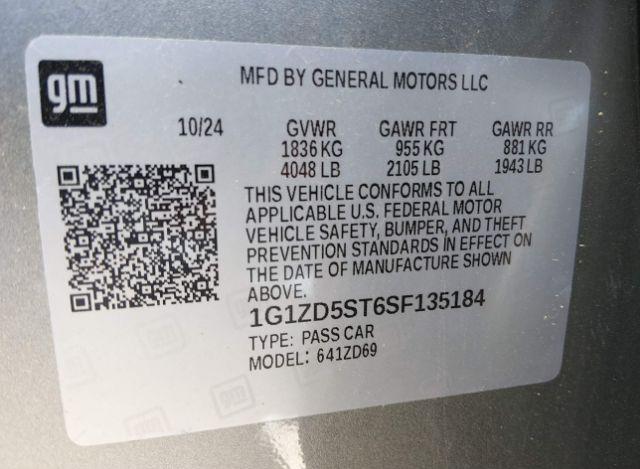 gm
MFD BY GENERAL MOTORS LLC
10/24 GVWR GAWR FRT GAWR RR
1836 KG 955 KG 881 KG
4048 LB 2105 LB 1943 LB
THIS VEHICLE CONFORMS TO ALL
APPLICABLE U.S. FEDERAL MOTOR
VEHICLE SAFETY, BUMPER, AND THEFT
PREVENTION STANDARDS IN EFFECT ON
THE DATE OF MANUFACTURE SHOWN
ABOVE.
1G1ZD5ST6SF135184
TYPE: PASS CAR
MODEL: 641ZD69